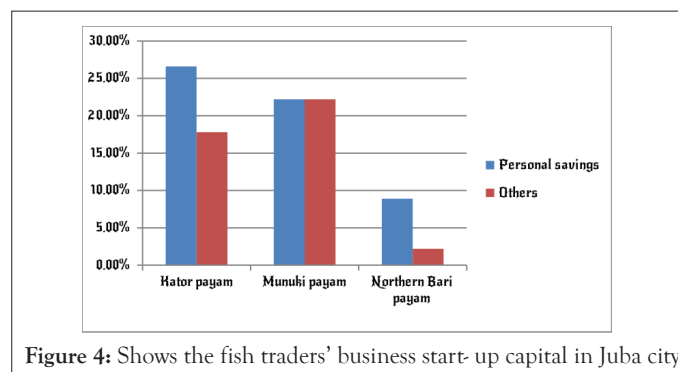 30.00%
25.00%
20.00%
15.00%
10.00%
5.00%
0.00%
Kator payam
Munuki payam
Northern Bari
payam
Personal savings
Others
Figure 4: Shows the fish traders' business start- up capital in Juba city